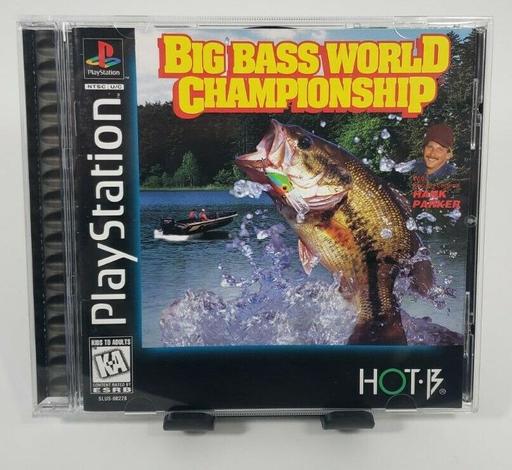 PlayStation
NTSC U/C
PlayStation
BIG BASS WORLD
CHAMPIONSHIP
HANK
PARKER
KIDS TO ADULTS
KA
CONTENT RATED BY
ESRB
SLUS-00228
HOT·B